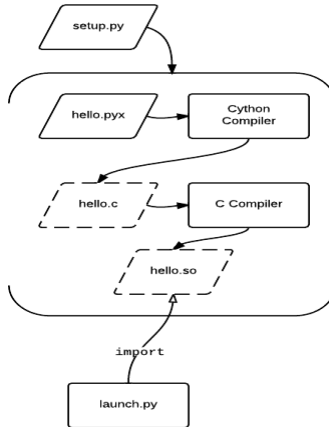 setup.py
hello.pyx
Cython
Compiler
hello.c
C Compiler
hello.so
import
launch.py